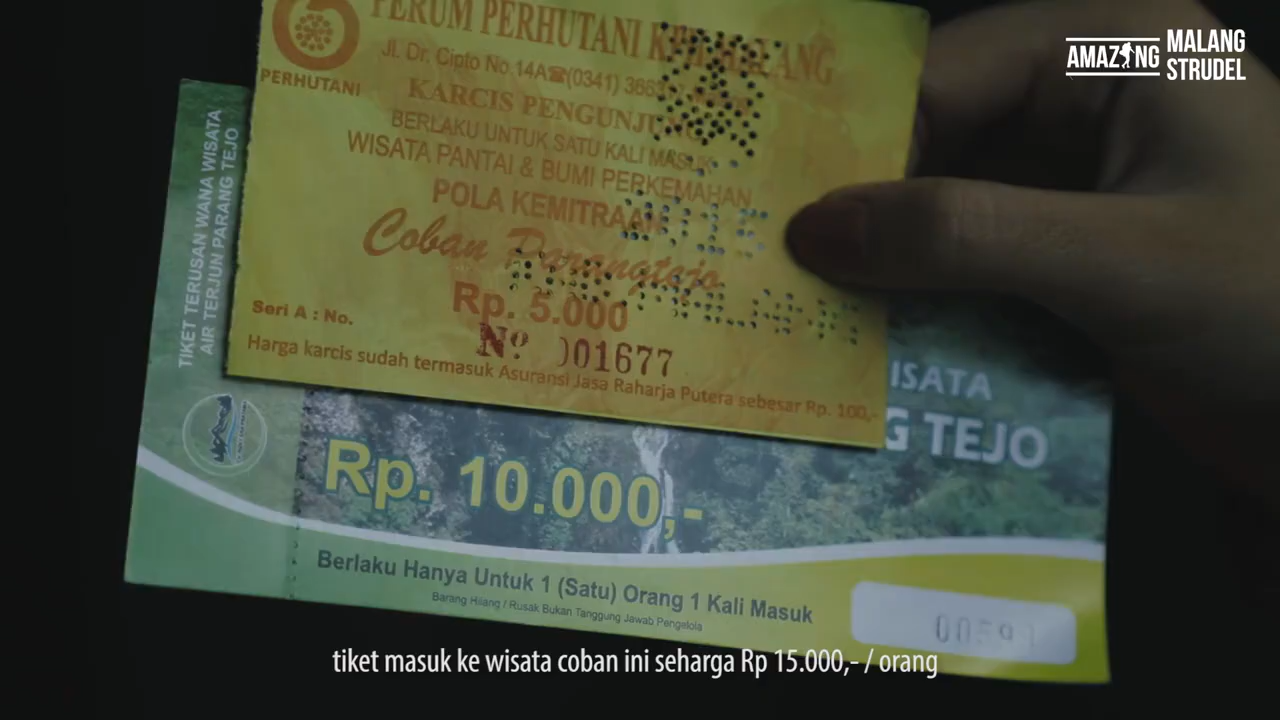 AMAZING
MALANG
STRUDEL
PERUM PERHUTANI
Jl. Dr. Cipto No.14A☎(0341)
PERHUTANI
KARCIS PENGUNJUNG
BERLAKU UNTUK SATU KALI MASUK
WISATA PANTAI & BUMI PERKEMAHAN
POLA KEMITRAAN
Coban Parangtejo
Rp. 5.000
Seri A : No.
Nº 001677
Harga karcis sudah termasuk Asuransi Jasa Raharja Putera sebesar Rp. 100,-
TIKET TERUSAN WANA WISATA
AIR TERJUN PARANG TEJO
ISATA
G TEJO
Rp. 10.000,-
Berlaku Hanya Untuk 1 (Satu) Orang 1 Kali Masuk
Barang Hilang / Rusak Bukan Tanggung Jawab Pengelola
tiket masuk ke wisata coban ini seharga Rp 15.000,- / orang